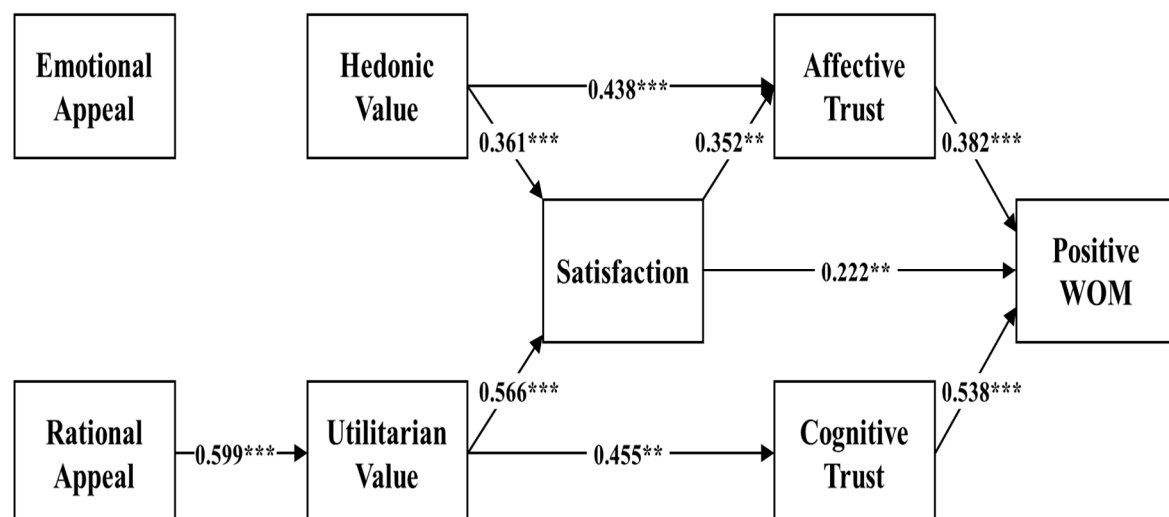 Emotional
Appeal
Hedonic
Value
0.438***
Affective
Trust
0.361***
0.352**
0.382***
Satisfaction
0.222**
Positive
WOM
Rational
Appeal
0.599***
Utilitarian
Value
0.566***
0.455**
Cognitive
Trust
0.538***